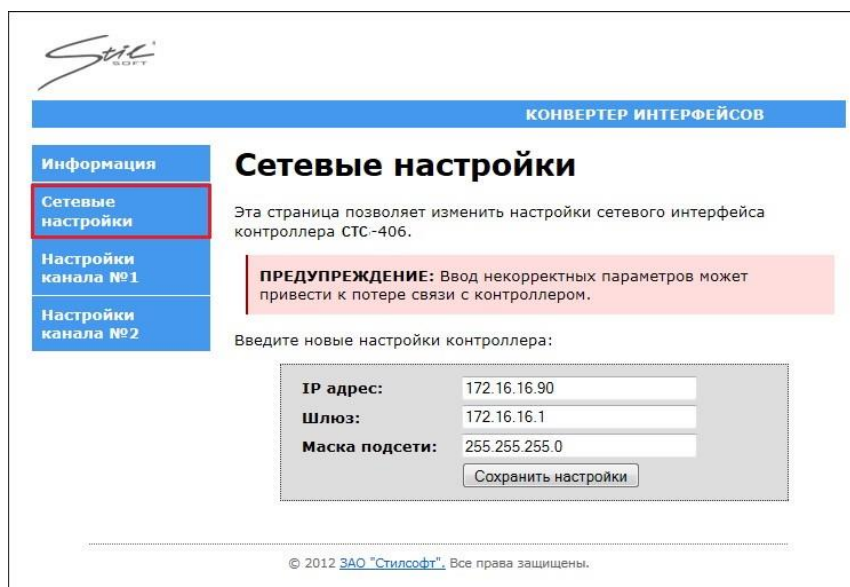 Stil
SOFT
КОНВЕРТЕР ИНТЕРФЕЙСОВ
Информация
Сетевые
настройки
Настройки
канала №1
Настройки
канала №2
Сетевые настройки
Эта страница позволяет изменить настройки сетевого интерфейса
контроллера СТС-406.
ПРЕДУПРЕЖДЕНИЕ: Ввод некорректных параметров может
привести к потере связи с контроллером.
Введите новые настройки контроллера:
IP адрес: 172.16.16.90
Шлюз: 172.16.16.1
Маска подсети: 255.255.255.0
Сохранить настройки
© 2012 ЗАО "Стилсофт". Все права защищены.